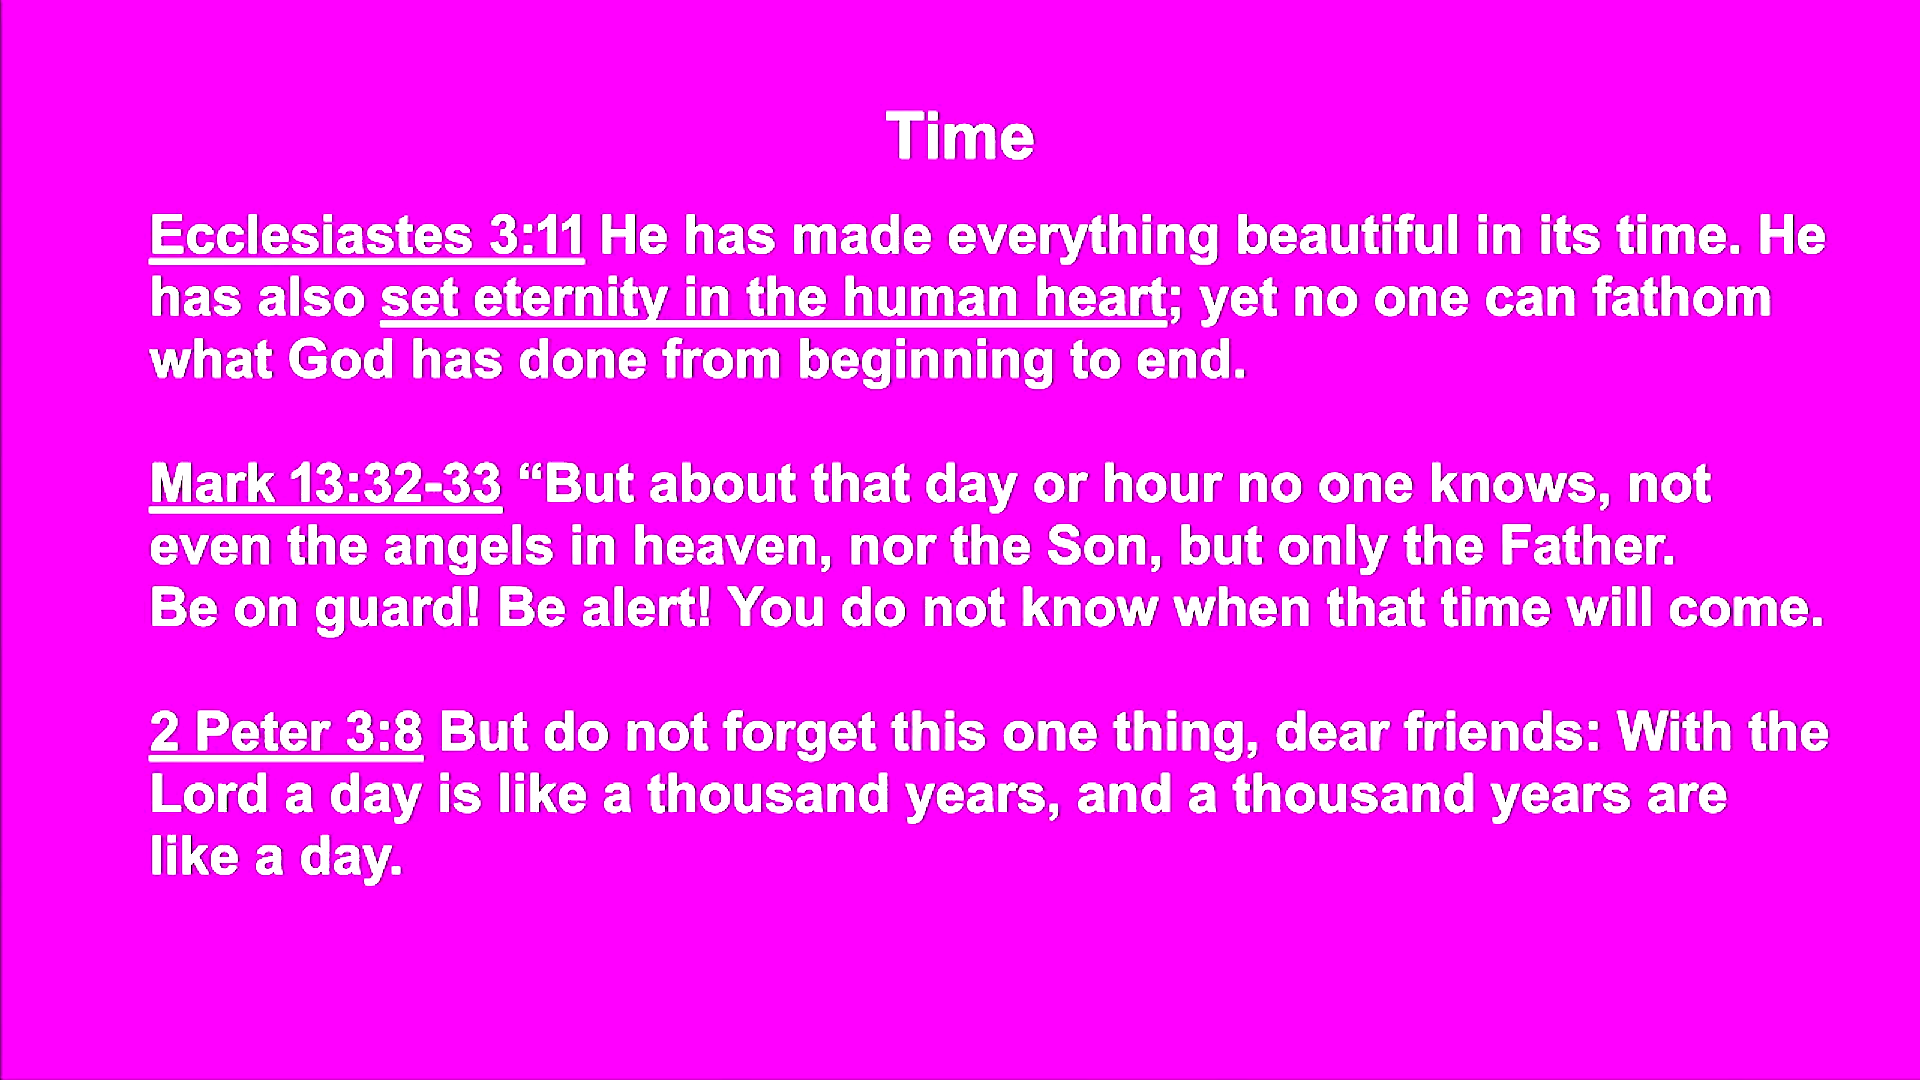 Time
Ecclesiastes 3:11 He has made everything beautiful in its time. He
has also set eternity in the human heart; yet no one can fathom
what God has done from beginning to end.
Mark 13:32-33 “But about that day or hour no one knows, not
even the angels in heaven, nor the Son, but only the Father.
Be on guard! Be alert! You do not know when that time will come.
2 Peter 3:8 But do not forget this one thing, dear friends: With the
Lord a day is like a thousand years, and a thousand years are
like a day.